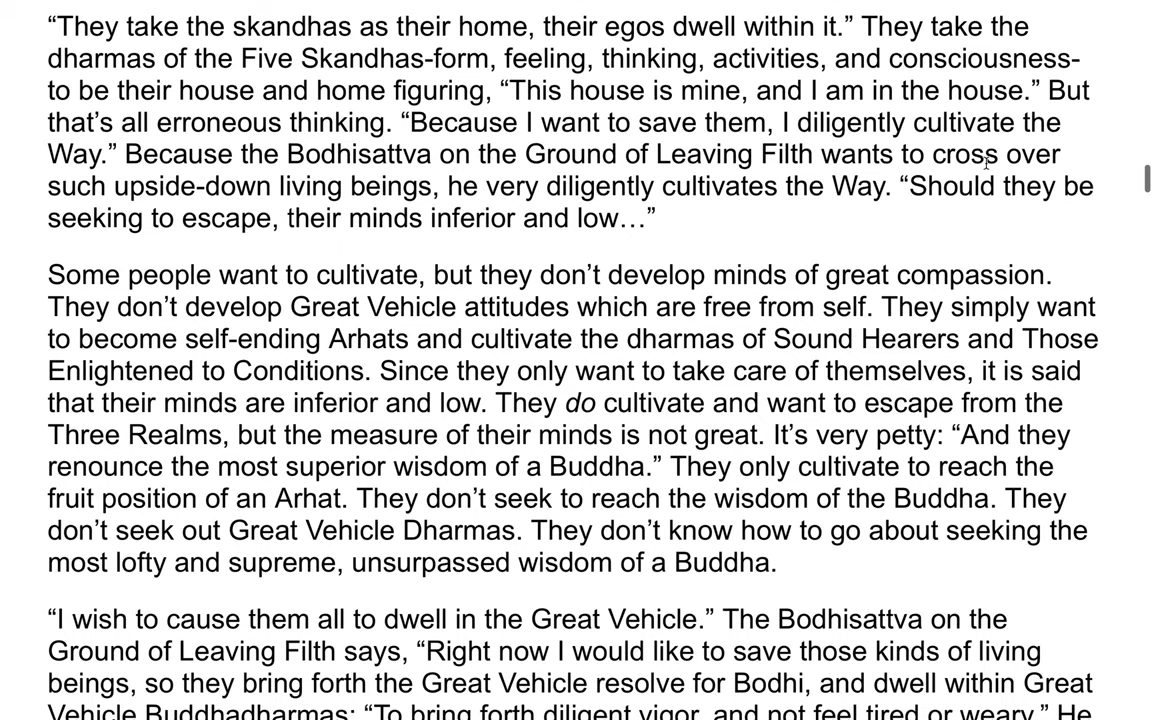 “They take the skandhas as their home, their egos dwell within it.” They take the
dharmas of the Five Skandhas-form, feeling, thinking, activities, and consciousness-
to be their house and home figuring, “This house is mine, and I am in the house.” But
that’s all erroneous thinking. “Because I want to save them, I diligently cultivate the
Way.” Because the Bodhisattva on the Ground of Leaving Filth wants to cross over
such upside-down living beings, he very diligently cultivates the Way. “Should they be
seeking to escape, their minds inferior and low…”
Some people want to cultivate, but they don’t develop minds of great compassion.
They don’t develop Great Vehicle attitudes which are free from self. They simply want
to become self-ending Arhats and cultivate the dharmas of Sound Hearers and Those
Enlightened to Conditions. Since they only want to take care of themselves, it is said
that their minds are inferior and low. They do cultivate and want to escape from the
Three Realms, but the measure of their minds is not great. It’s very petty: “And they
renounce the most superior wisdom of a Buddha.” They only cultivate to reach the
fruit position of an Arhat. They don’t seek to reach the wisdom of the Buddha. They
don’t seek out Great Vehicle Dharmas. They don’t know how to go about seeking the
most lofty and supreme, unsurpassed wisdom of a Buddha.
“I wish to cause them all to dwell in the Great Vehicle.” The Bodhisattva on the
Ground of Leaving Filth says, “Right now I would like to save those kinds of living
beings, so they bring forth the Great Vehicle resolve for Bodhi, and dwell within Great
Vehicle Buddhadharmas: “To bring forth diligent vigor, and not feel tired or weary.” He